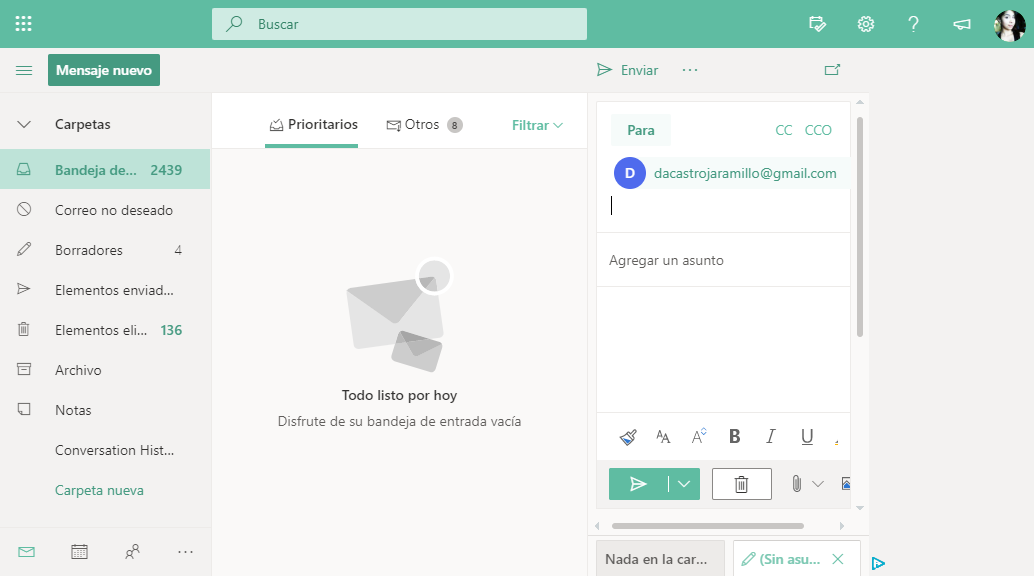 Buscar
Mensaje nuevo
Enviar
Carpetas
Bandeja de... 2439
Correo no deseado
Borradores 4
Elementos enviad...
Elementos eli... 136
Archivo
Notas
Conversation Hist...
Carpeta nueva
Prioritarios Otros 8 Filtrar
Todo listo por hoy
Disfrute de su bandeja de entrada vacía
Para CC CCO
D dacastrojaramillo@gmail.com
Agregar un asunto
Nada en la car... (Sin asu...